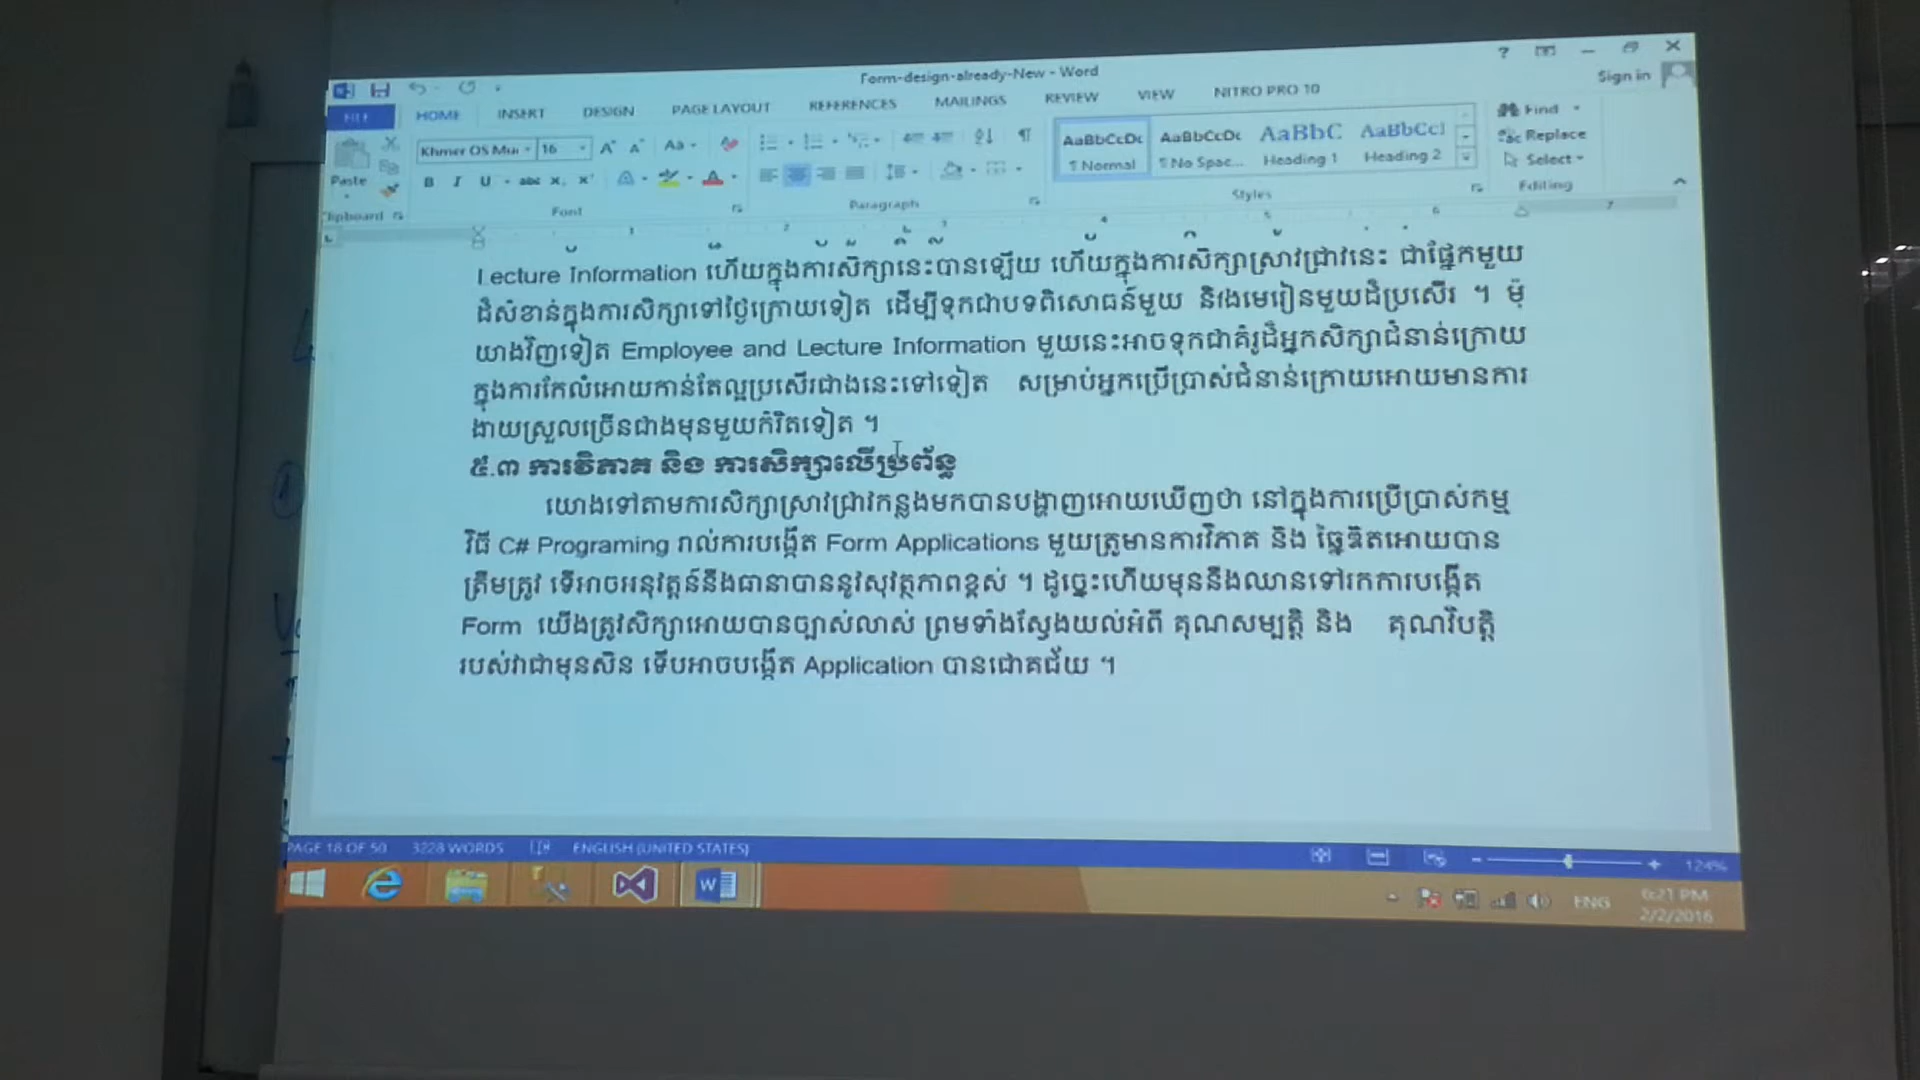 Form-design-already-New - Word
Sign in
FILE HOME INSERT DESIGN PAGE LAYOUT REFERENCES MAILINGS REVIEW VIEW NITRO PRO 10
Khmer OS Mui 16 Aa AaBbCcDc AaBbCcDc AaBbC AaBbCcI Find
Paste B I U abc ¶ Normal ¶ No Spac... Heading 1 Heading 2 Replace
Select
Clipboard Font Paragraph Styles Editing
Lecture Information ហើយក្នុងការសិក្សានេះបានឡើយ ហើយក្នុងការសិក្សាស្រាវជ្រាវនេះ ជាផ្នែកមួយ
ដ៏សំខាន់ក្នុងការសិក្សាទៅថ្ងៃក្រោយទៀត ដើម្បីទុកជាបទពិសោធន៍មួយ និងមេរៀនមួយដ៏ប្រសើរ ។ ម៉្
យាងវិញទៀត Employee and Lecture Information មួយនេះអាចទុកជាគំរូដ៏អ្នកសិក្សាជំនាន់ក្រោយ
ក្នុងការកែលំអោយកាន់តែល្អប្រសើរជាងនេះទៅទៀត សម្រាប់អ្នកប្រើប្រាស់ជំនាន់ក្រោយអោយមានការ
ងាយស្រួលច្រើនជាងមុនមួយកំរិតទៀត ។
៥.៣ ការវិភាគ និង ការសិក្សាលើប្រព័ន្ធ
យោងទៅតាមការសិក្សាស្រាវជ្រាវកន្លងមកបានបង្ហាញអោយឃើញថា នៅក្នុងការប្រើប្រាស់កម្ម
វិធី C# Programing រាល់ការបង្កើត Form Applications មួយត្រូមានការវិភាគ និង ឆ្នៃឌិតអោយបាន
ត្រឹមត្រូវ ទើអាចអនុវត្តន៍នឹងធានាបាននូវសុវត្ថភាពខ្ពស់ ។ ដូច្នេះហើយមុននឹងឈានទៅរកការបង្កើត
Form យើងត្រូវសិក្សាអោយបានច្បាស់លាស់ ព្រមទាំងស្វែងយល់អំពី គុណសម្បត្តិ និង គុណវិបត្តិ
របស់វាជាមុនសិន ទើបអាចបង្កើត Application បានជោគជ័យ ។
PAGE 18 OF 50 3228 WORDS ENGLISH (UNITED STATES) 124%
ENG 6:21 PM
2/2/2016